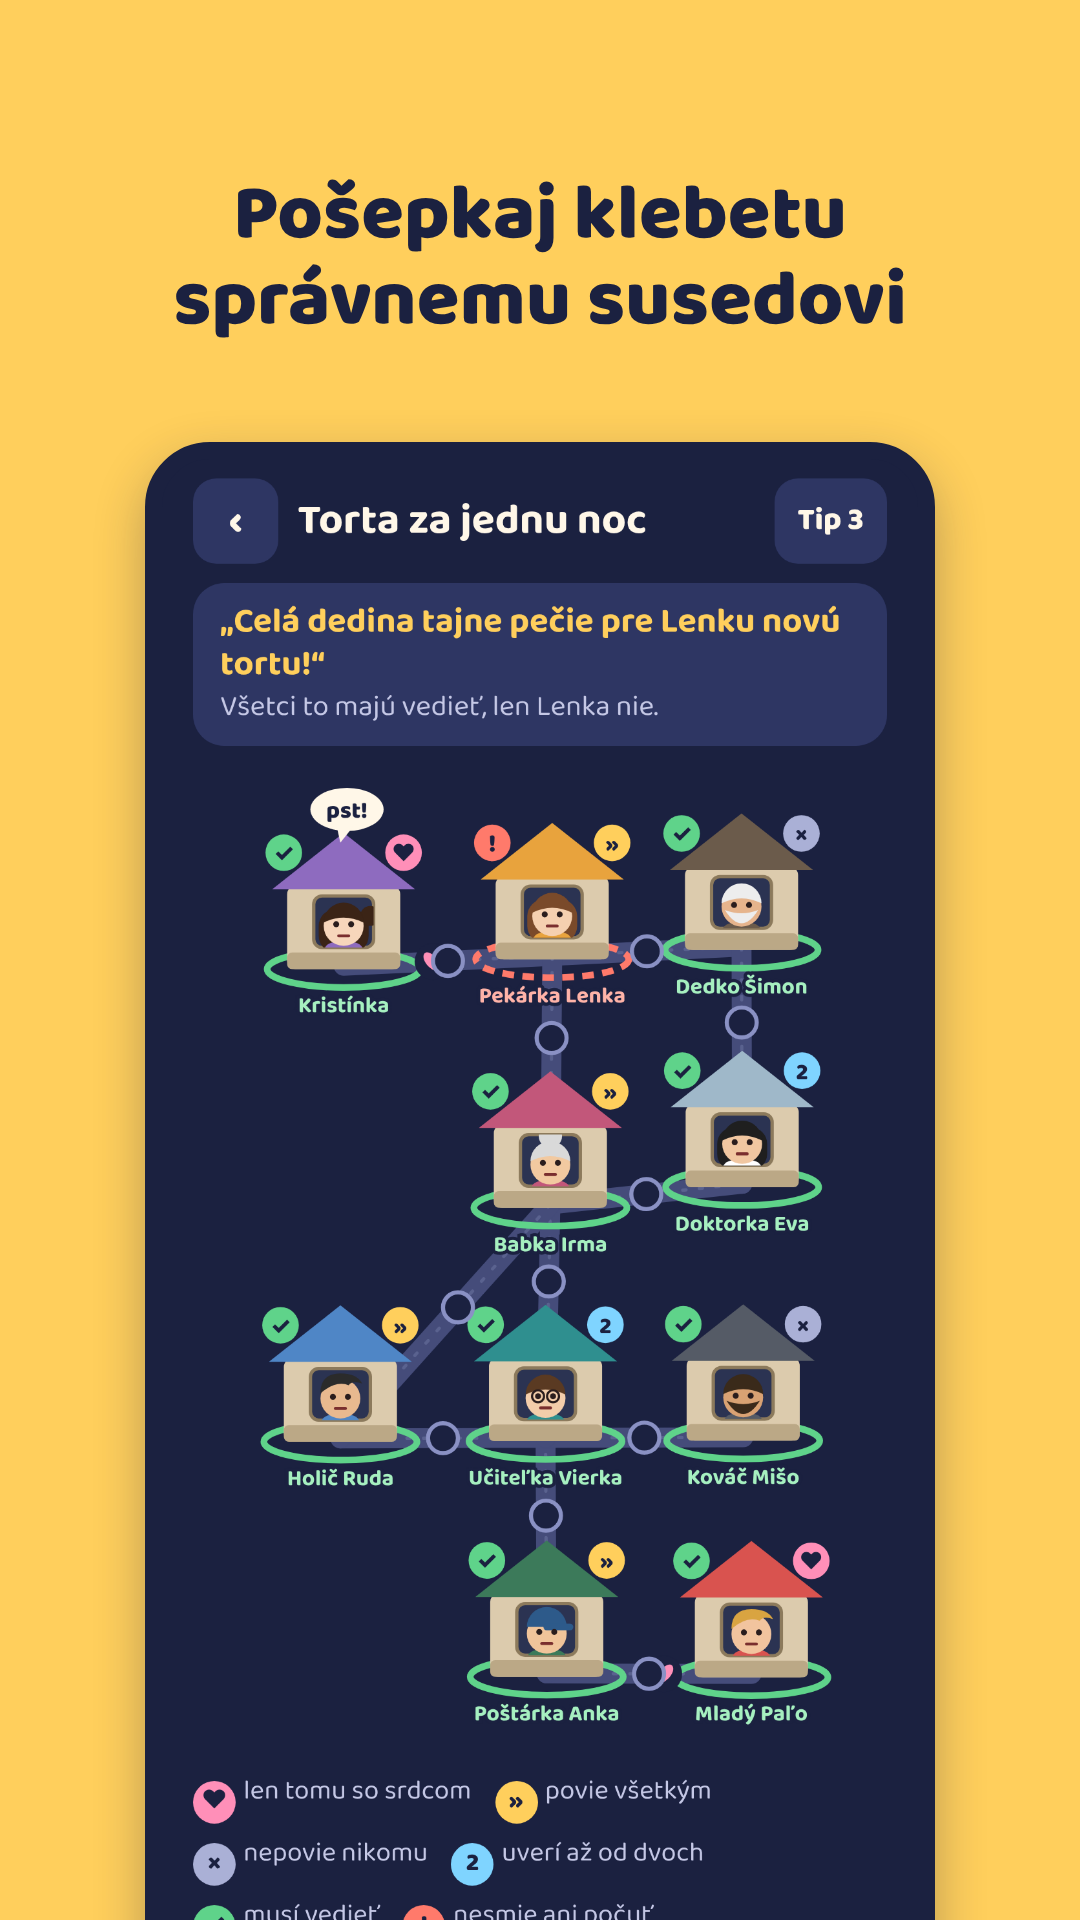 Pošepkaj klebetu
správnemu susedovi
‹ Torta za jednu noc Tip 3
„Celá dedina tajne pečie pre Lenku novú
tortu!“
Všetci to majú vedieť, len Lenka nie.
pst!
! »
×
Kristínka
Pekárka Lenka
Dedko Šimon
»
2
Babka Irma
Doktorka Eva
»
2
×
Holič Ruda
Učiteľka Vierka
Kováč Mišo
»
Poštárka Anka
Mladý Paľo
len tomu so srdcom
» povie všetkým
× nepovie nikomu
2 uverí až od dvoch
musí vedieť
! nesmie ani počuť